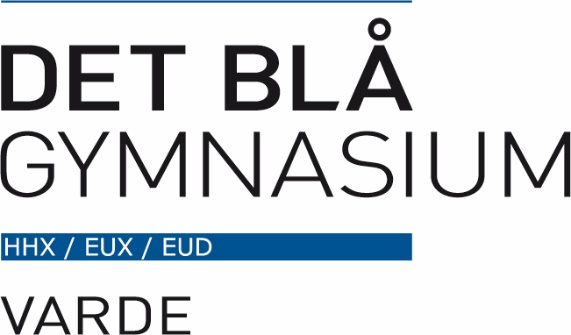 DET BLÅ
GYMNASIUM
HHX / EUX / EUD
VARDE